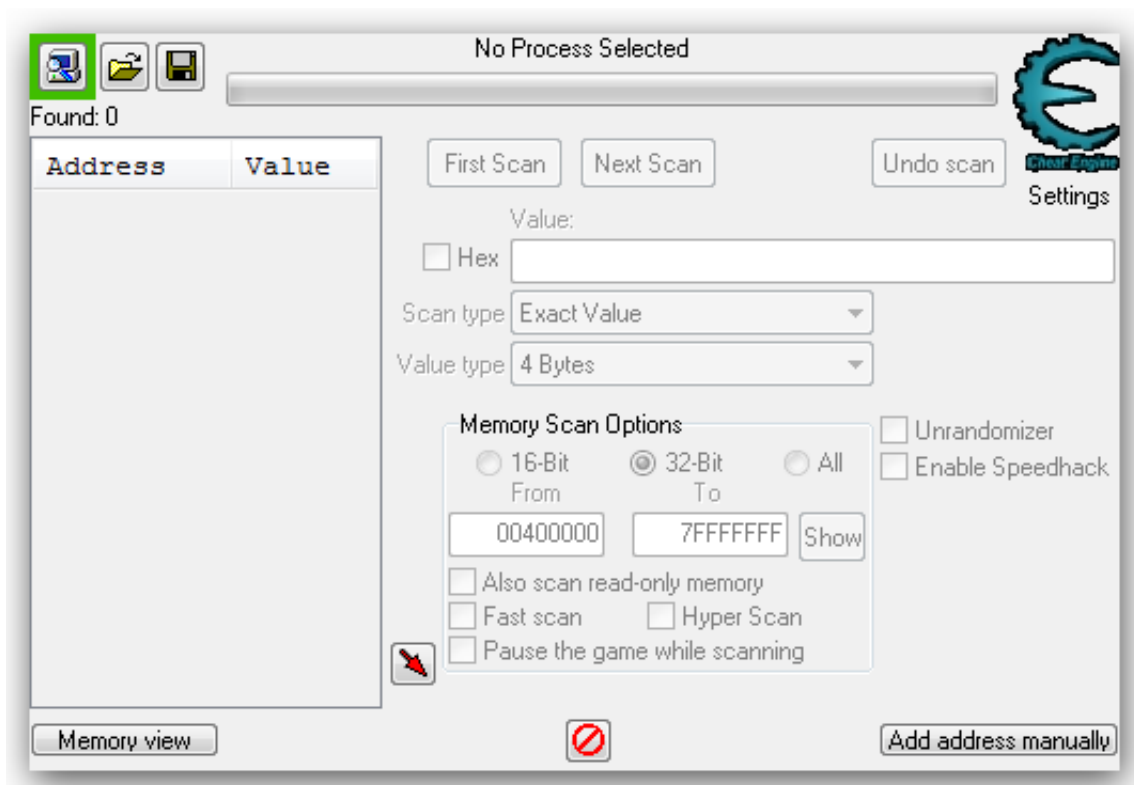 No Process Selected
Found: 0
Address Value
First Scan Next Scan Undo scan
Cheat Engine
Settings
Value:
Hex
Scan type Exact Value
Value type 4 Bytes
Memory Scan Options
Unrandomizer
16-Bit 32-Bit All
Enable Speedhack
From To
00400000 7FFFFFFF Show
Also scan read-only memory
Fast scan Hyper Scan
Pause the game while scanning
Memory view Add address manually